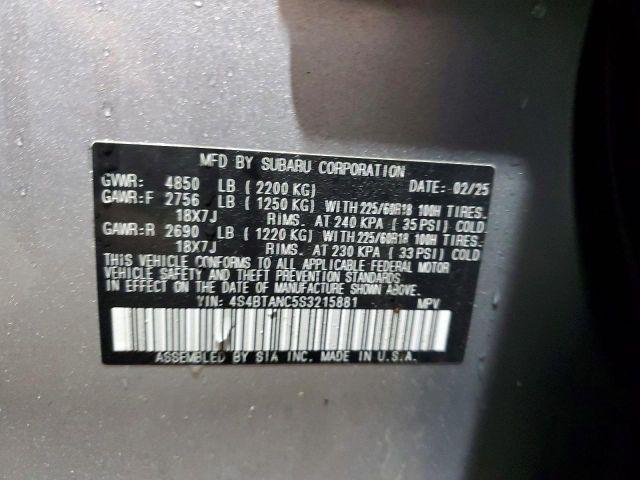 MFD BY SUBARU CORPORATION
GVWR: 4850 LB ( 2200 KG) DATE: 02/25
GAWR:F 2756 LB ( 1250 KG) WITH 225/60R18 100H TIRES.
18X7J RIMS. AT 240 KPA ( 35 PSI) COLD
GAWR:R 2690 LB ( 1220 KG) WITH 225/60R18 100H TIRES.
18X7J RIMS. AT 230 KPA ( 33 PSI) COLD
THIS VEHICLE CONFORMS TO ALL APPLICABLE FEDERAL MOTOR
VEHICLE SAFETY AND THEFT PREVENTION STANDARDS
IN EFFECT ON THE DATE OF MANUFACTURE SHOWN ABOVE.
VIN: 4S4BTANC5S3215881 MPV
ASSEMBLED BY SIA INC. MADE IN U.S.A.